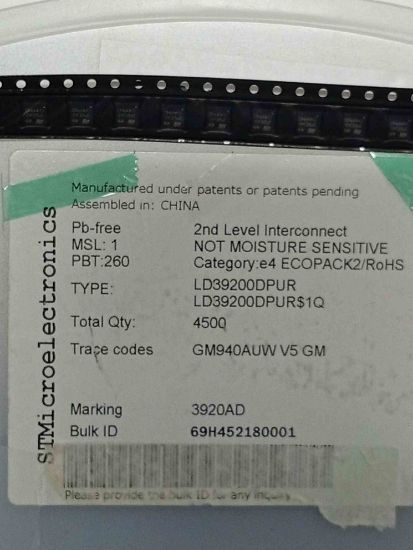 Manufactured under patents or patents pending
Assembled in: CHINA
Pb-free 2nd Level Interconnect
MSL: 1 NOT MOISTURE SENSITIVE
PBT:260 Category:e4 ECOPACK2/RoHS
TYPE: LD39200DPUR
LD39200DPUR$1Q
Total Qty: 4500
Trace codes GM940AUW V5 GM
Marking 3920AD
Bulk ID 69H452180001
Please provide the bulk ID for any inquiry
STMicroelectronics